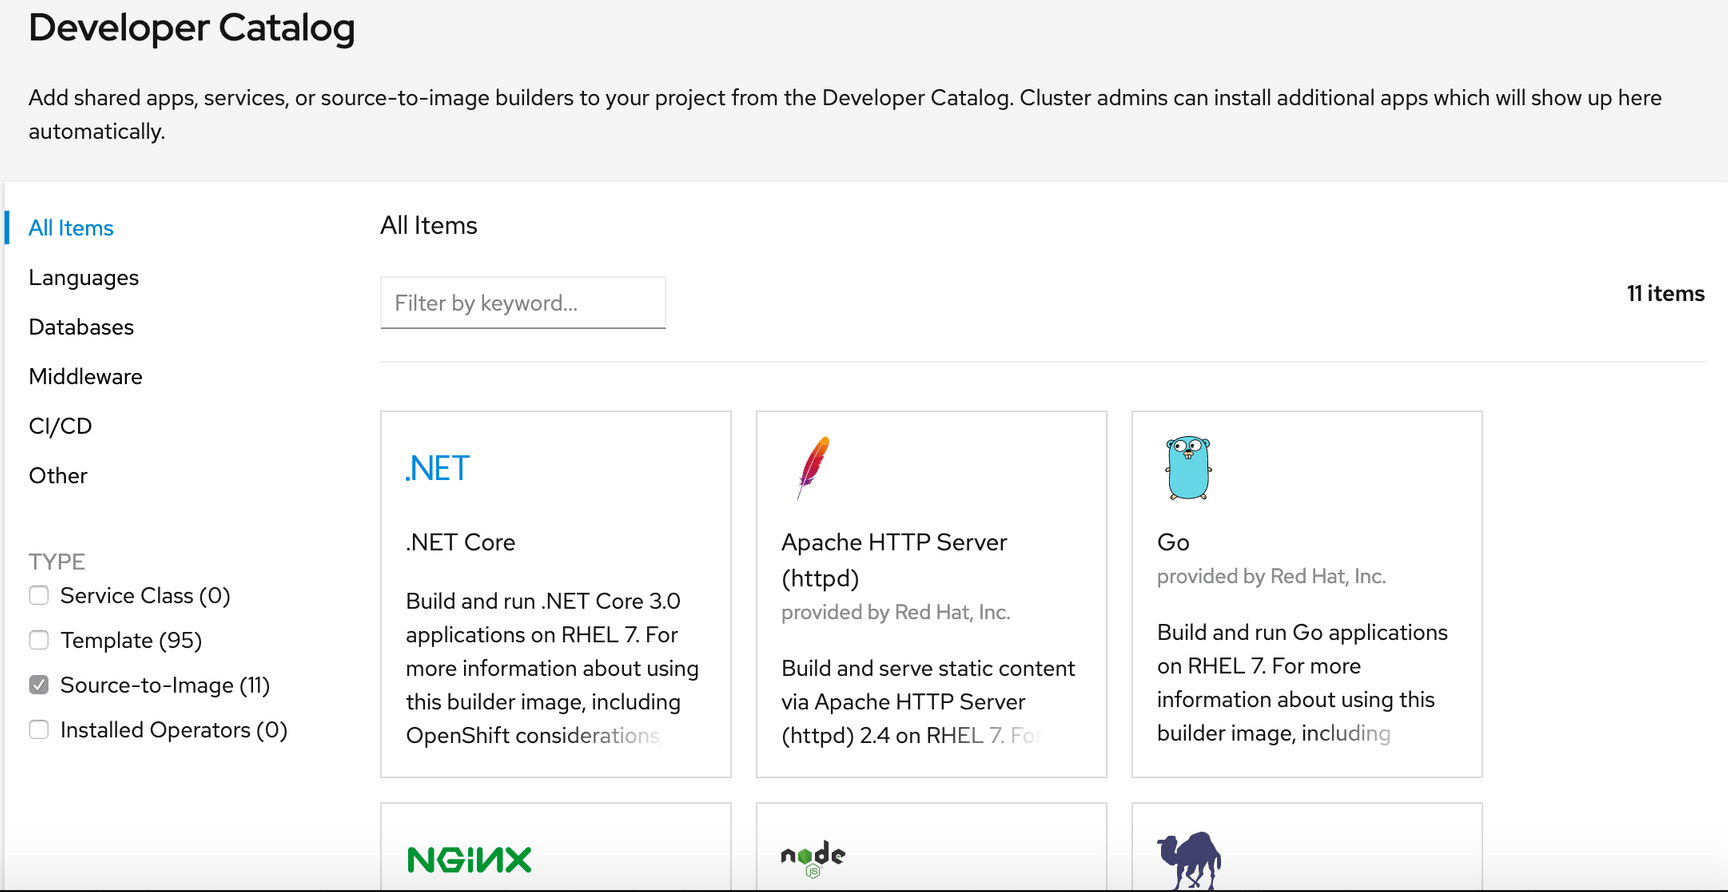 Developer Catalog
Add shared apps, services, or source-to-image builders to your project from the Developer Catalog. Cluster admins can install additional apps which will show up here
automatically.
All Items
Languages
Databases
Middleware
CI/CD
Other
TYPE
Service Class (0)
Template (95)
Source-to-Image (11)
Installed Operators (0)
All Items
Filter by keyword...
11 items
.NET
.NET Core
Build and run .NET Core 3.0
applications on RHEL 7. For
more information about using
this builder image, including
OpenShift considerations,
Apache HTTP Server
(httpd)
provided by Red Hat, Inc.
Build and serve static content
via Apache HTTP Server
(httpd) 2.4 on RHEL 7. For
Go
provided by Red Hat, Inc.
Build and run Go applications
on RHEL 7. For more
information about using this
builder image, including
NGINX
node
JS